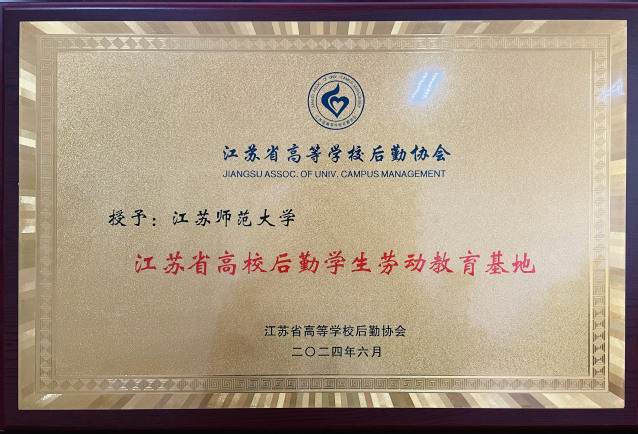 江苏省高等学校后勤协会
JIANGSU ASSOC. OF UNIV. CAMPUS MANAGEMENT
授予：江苏师范大学
江苏省高校后勤学生劳动教育基地
江苏省高等学校后勤协会
二〇二四年六月